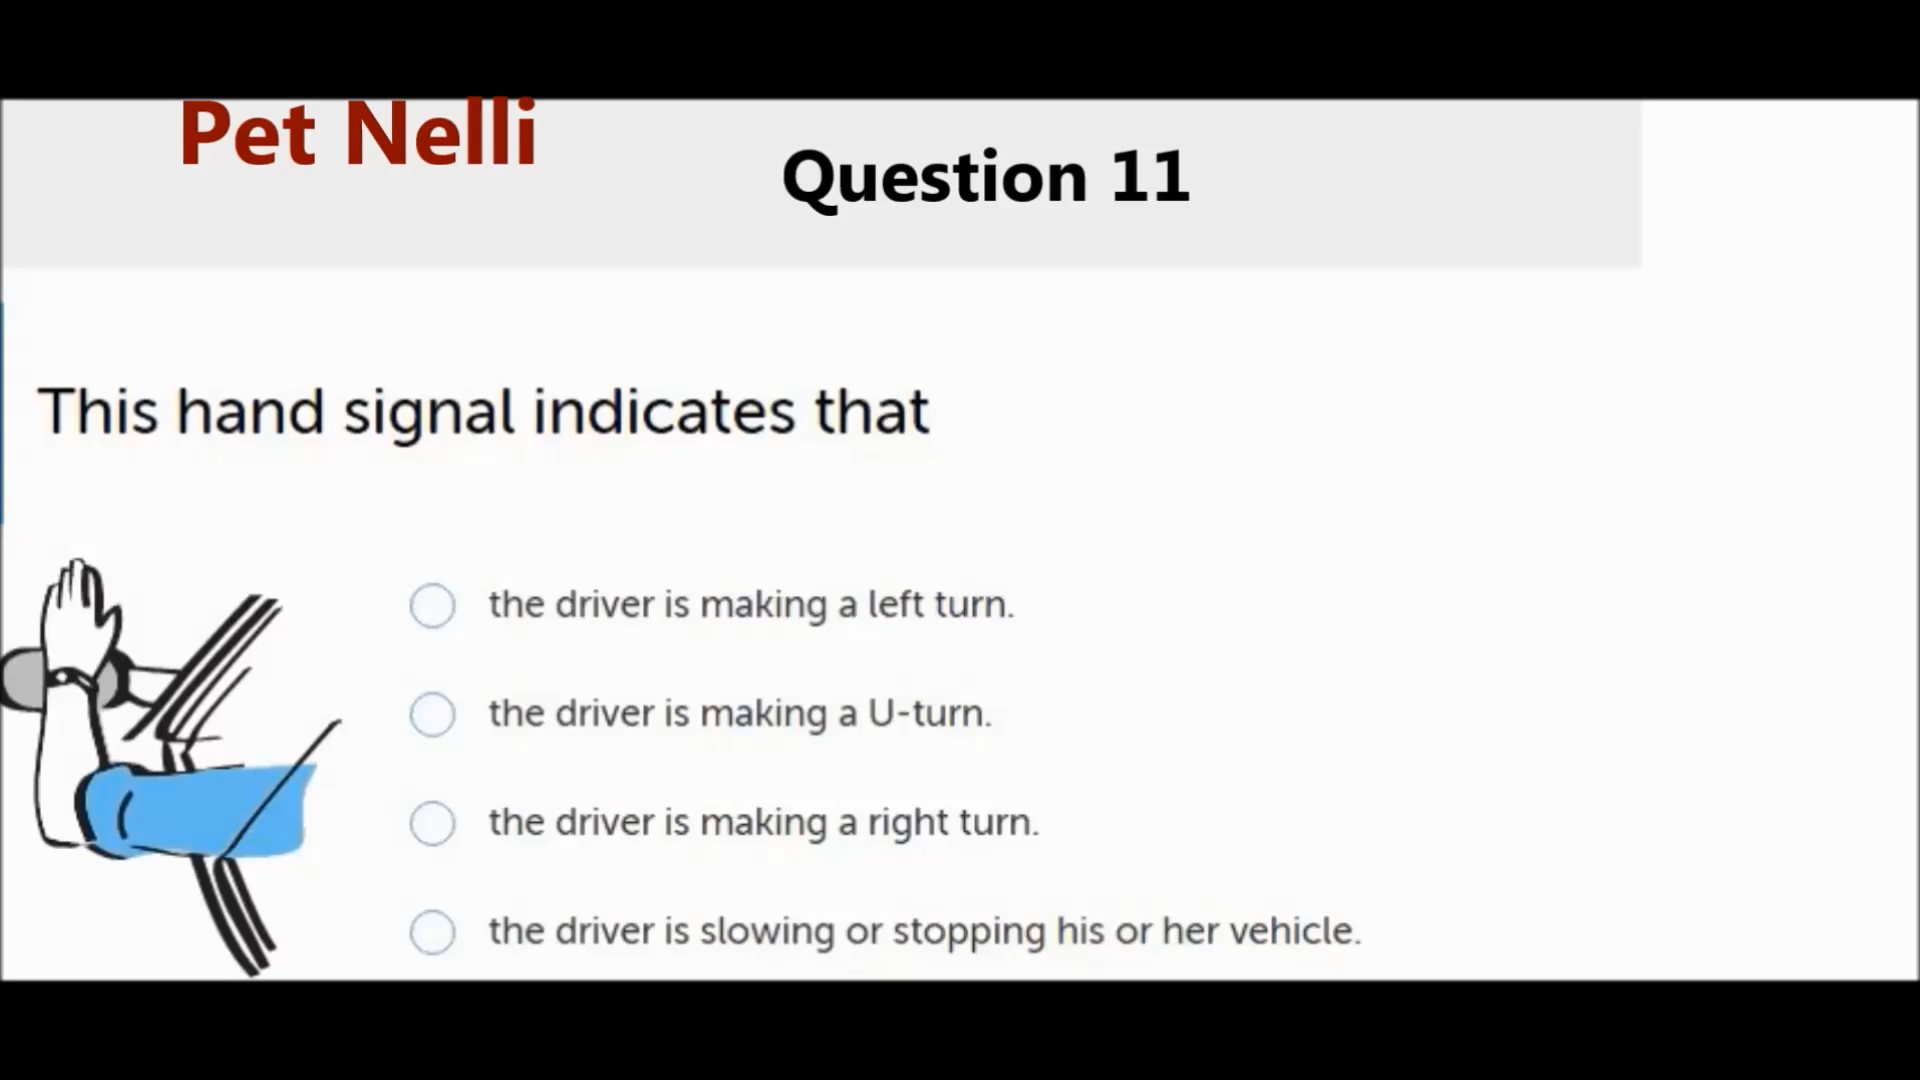 Pet Nelli
Question 11
This hand signal indicates that
the driver is making a left turn.
the driver is making a U-turn.
the driver is making a right turn.
the driver is slowing or stopping his or her vehicle.